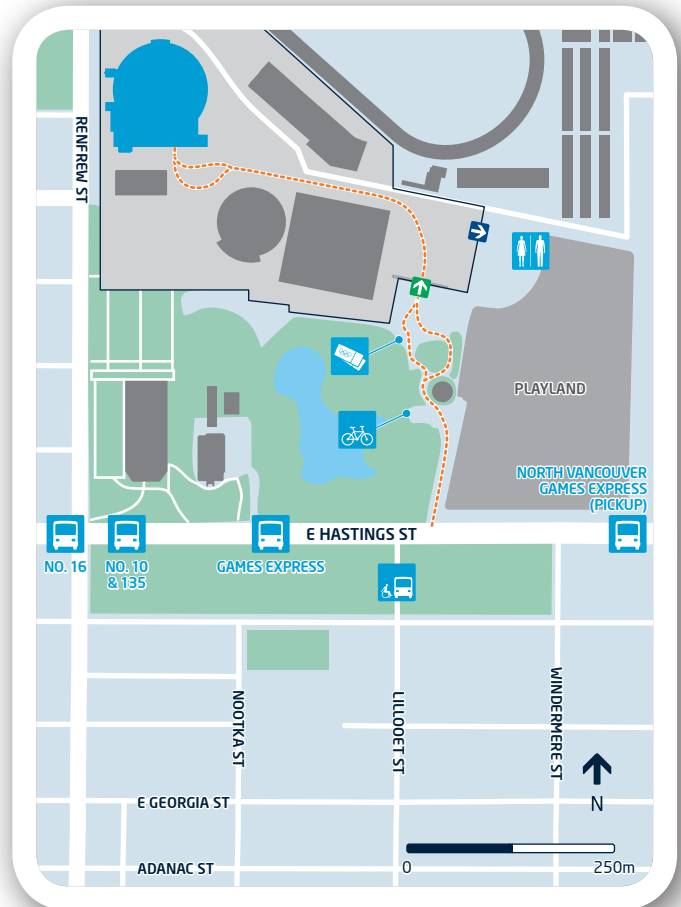 RENFREW ST
PLAYLAND
NORTH VANCOUVER
GAMES EXPRESS
(PICKUP)
E HASTINGS ST
NO. 16
NO. 10
& 135
GAMES EXPRESS
NOOTKA ST
LILLOOET ST
WINDERMERE ST
N
E GEORGIA ST
0
250m
ADANAC ST